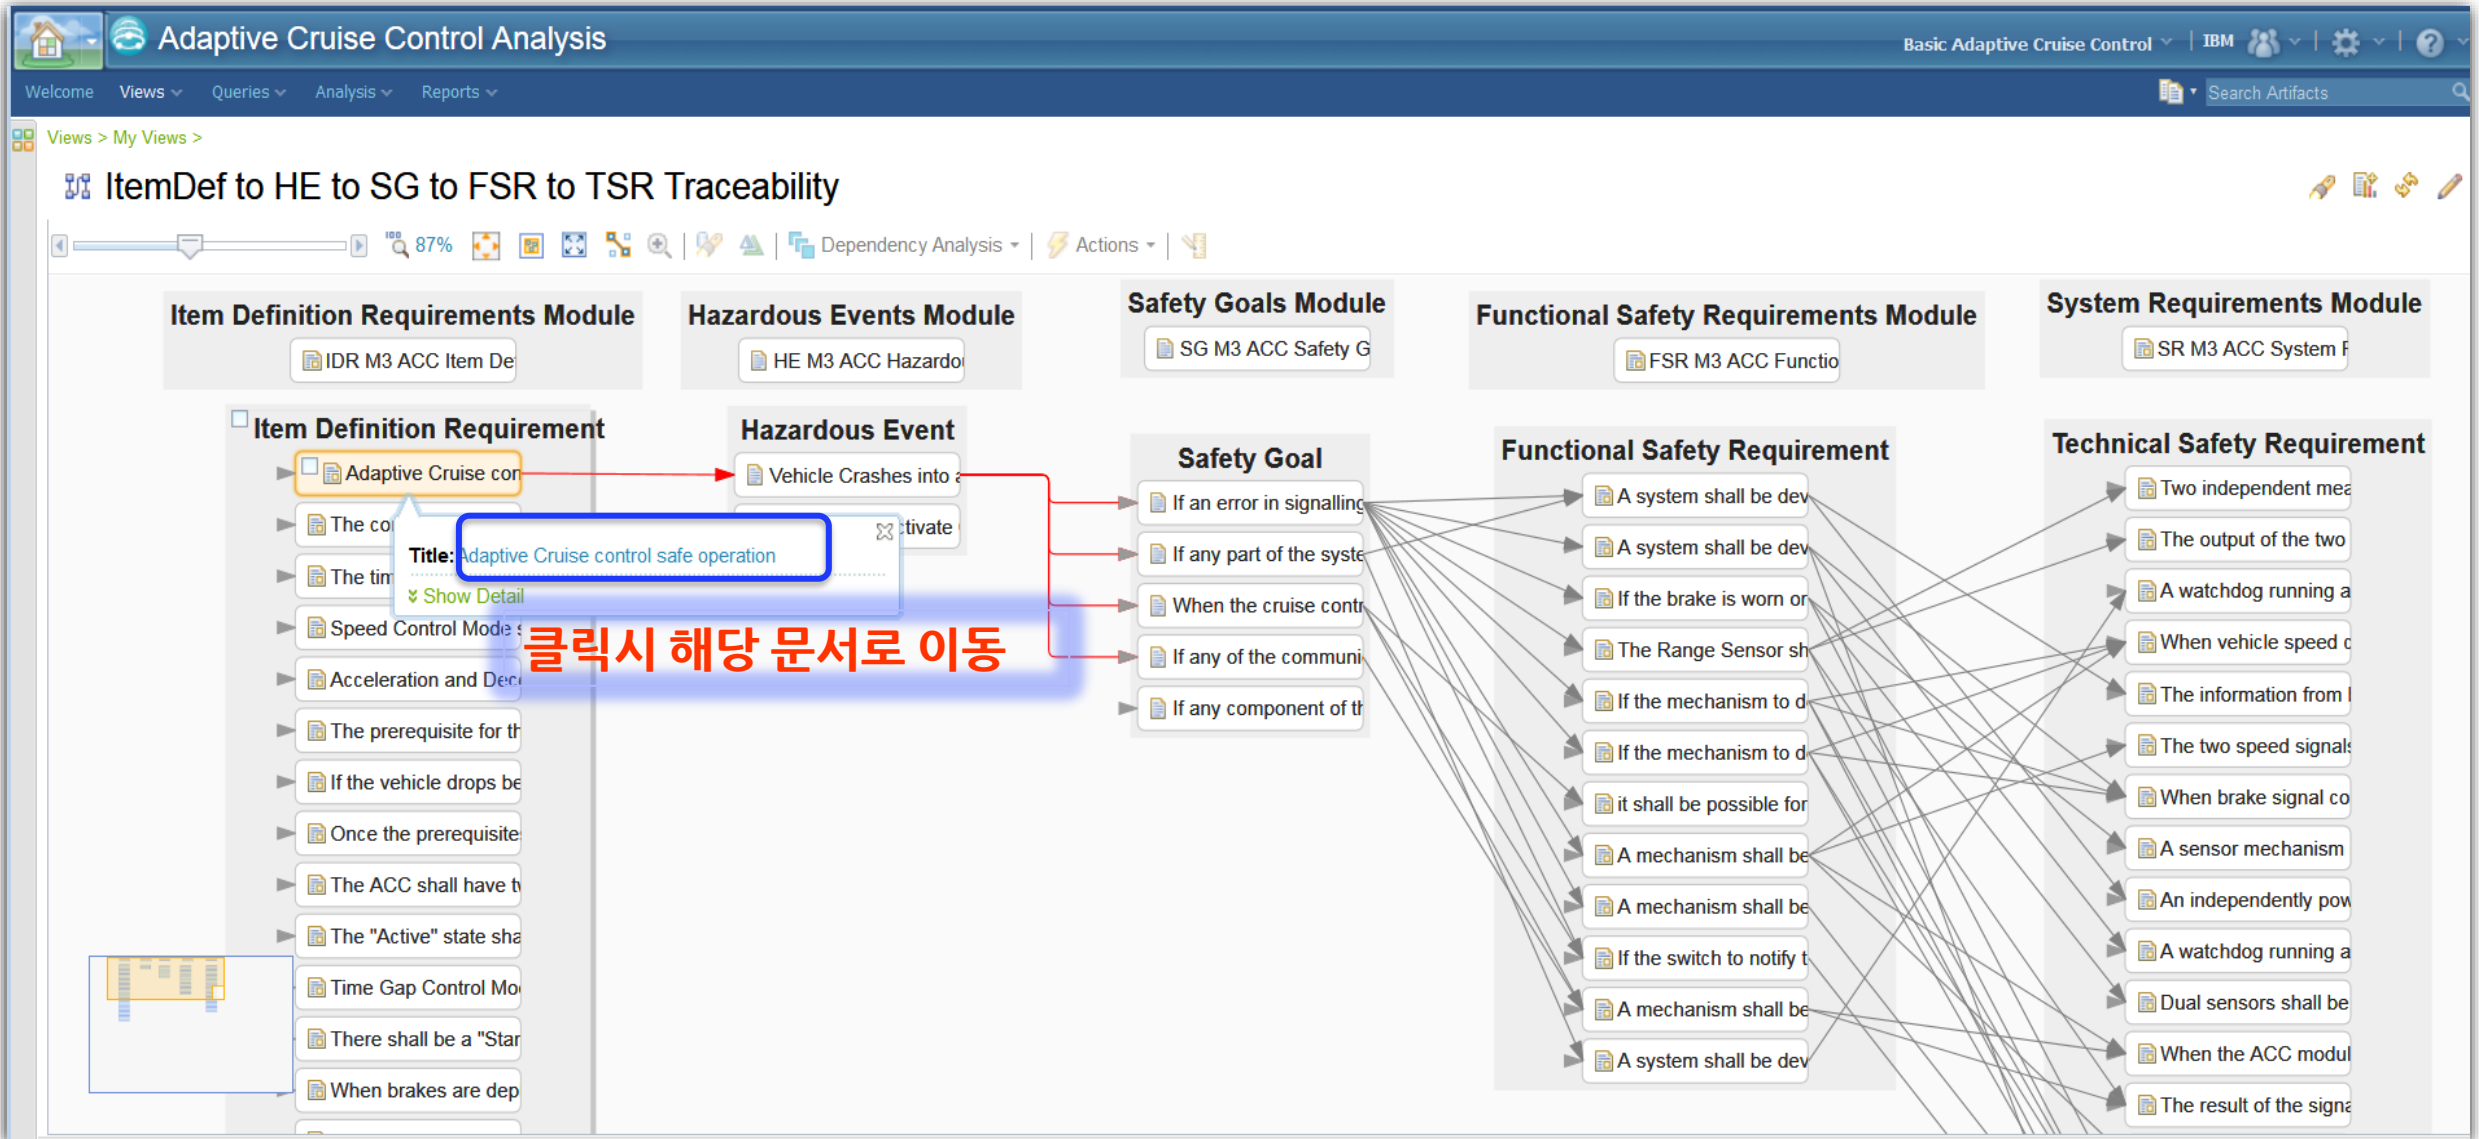 Adaptive Cruise Control Analysis
Basic Adaptive Cruise Control | IBM
Welcome Views Queries Analysis Reports
Search Artifacts
Views > My Views >
ItemDef to HE to SG to FSR to TSR Traceability
100 87% Dependency Analysis Actions
Item Definition Requirements Module
IDR M3 ACC Item De
Hazardous Events Module
HE M3 ACC Hazardo
Safety Goals Module
SG M3 ACC Safety G
Functional Safety Requirements Module
FSR M3 ACC Functio
System Requirements Module
SR M3 ACC System
Item Definition Requirement
Adaptive Cruise con
The co
The tim
Speed Control Mode s
Acceleration and Dece
The prerequisite for th
If the vehicle drops be
Once the prerequisite
The ACC shall have tw
The "Active" state sha
Time Gap Control Mo
There shall be a "Star
When brakes are dep
Title: Adaptive Cruise control safe operation
Show Detail
클릭시 해당 문서로 이동
Hazardous Event
Vehicle Crashes into a
ctivate
Safety Goal
If an error in signalling
If any part of the syste
When the cruise contr
If any of the communi
If any component of th
Functional Safety Requirement
A system shall be dev
A system shall be dev
If the brake is worn or
The Range Sensor sh
If the mechanism to d
If the mechanism to d
it shall be possible for
A mechanism shall be
A mechanism shall be
If the switch to notify t
A mechanism shall be
A system shall be dev
Technical Safety Requirement
Two independent mea
The output of the two
A watchdog running a
When vehicle speed c
The information from
The two speed signals
When brake signal co
A sensor mechanism
An independently pow
A watchdog running a
Dual sensors shall be
When the ACC modul
The result of the signa